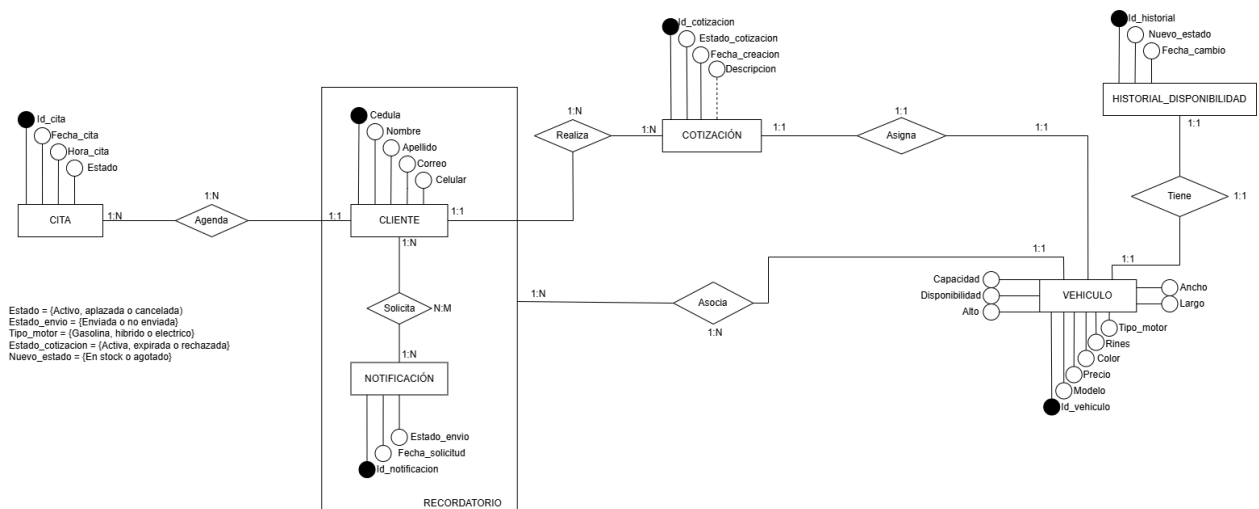 Id_cotizacion
Estado_cotizacion
Fecha_creacion
Descripcion
Id_historial
Nuevo_estado
Fecha_cambio
HISTORIAL_DISPONIBILIDAD
Id_cita
Fecha_cita
Hora_cita
Estado
Cedula
Nombre
Apellido
Correo
Celular
1:N
Realiza
1:N
COTIZACIÓN
1:1
1:1
Asigna
1:1
1:1
Tiene
1:1
1:1
CITA
1:N
1:N
Agenda
1:1
CLIENTE
1:1
1:N
Solicita
N:M
1:N
NOTIFICACIÓN
Estado_envio
Fecha_solicitud
Id_notificacion
RECORDATORIO
1:N
Asocia
1:N
1:1
Capacidad
Disponibilidad
Alto
VEHICULO
Ancho
Largo
Tipo_motor
Rines
Color
Precio
Modelo
Id_vehiculo
Estado = {Activo, aplazada o cancelada)
Estado_envio = {Enviada o no enviada}
Tipo_motor = {Gasolina, hibrido o electrico}
Estado_cotizacion = {Activa, expirada o rechazada}
Nuevo_estado = {En stock o agotado}